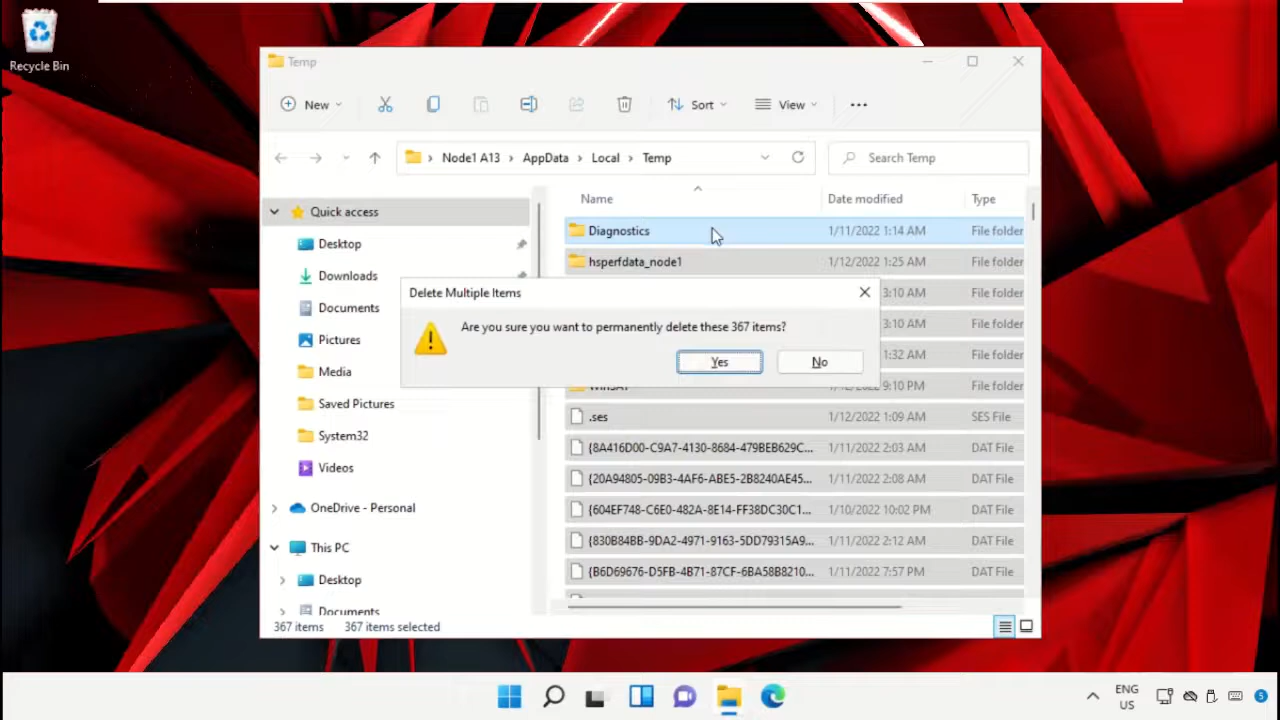 Recycle Bin
Temp
New
Sort
View
Node1 A13 > AppData > Local > Temp
Search Temp
Name
Date modified
Type
Quick access
Desktop
Downloads
Documents
Pictures
Media
Saved Pictures
System32
Videos
OneDrive - Personal
This PC
Desktop
Documents
Diagnostics 1/11/2022 1:14 AM File folder
hsperfdata_node1 1/12/2022 1:25 AM File folder
3:10 AM File folder
3:10 AM File folder
1:32 AM File folder
9:10 PM File folder
.ses 1/12/2022 1:09 AM SES File
{8A416D00-C9A7-4130-8684-479BEB629C... 1/11/2022 2:03 AM DAT File
{20A94805-09B3-4AF6-ABE5-2B8240AE45... 1/11/2022 2:08 AM DAT File
{604EF748-C6E0-482A-8E14-FF38DC30C1... 1/10/2022 10:02 PM DAT File
{830B84BB-9DA2-4971-9163-5DD79315A9... 1/11/2022 2:12 AM DAT File
{B6D69676-D5FB-4B71-87CF-6BA58B8210... 1/11/2022 7:57 PM DAT File
Delete Multiple Items
Are you sure you want to permanently delete these 367 items?
Yes
No
367 items
367 items selected
ENG
US
5